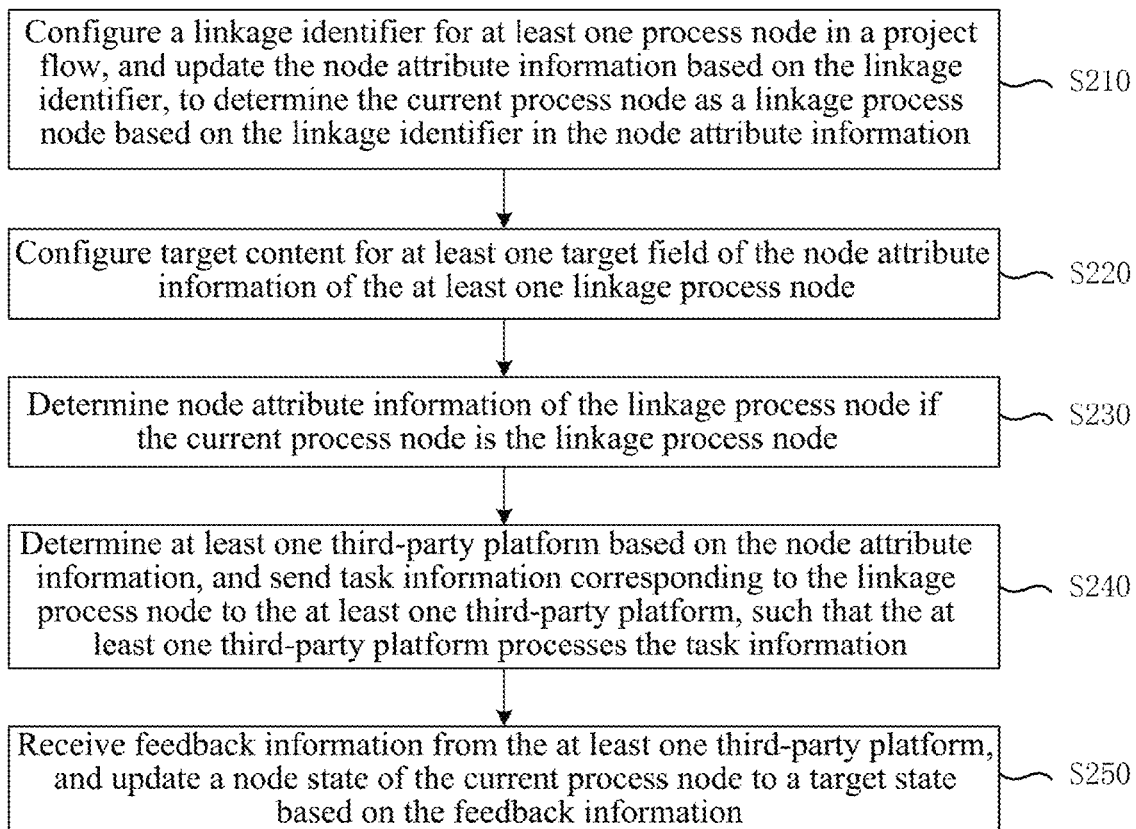 Configure a linkage identifier for at least one process node in a project
flow, and update the node attribute information based on the linkage
identifier, to determine the current process node as a linkage process
node based on the linkage identifier in the node attribute information
S210
Configure target content for at least one target field of the node attribute
information of the at least one linkage process node
S220
Determine node attribute information of the linkage process node if
the current process node is the linkage process node
S230
Determine at least one third-party platform based on the node attribute
information, and send task information corresponding to the linkage
process node to the at least one third-party platform, such that the at
least one third-party platform processes the task information
S240
Receive feedback information from the at least one third-party platform,
and update a node state of the current process node to a target state
based on the feedback information
S250